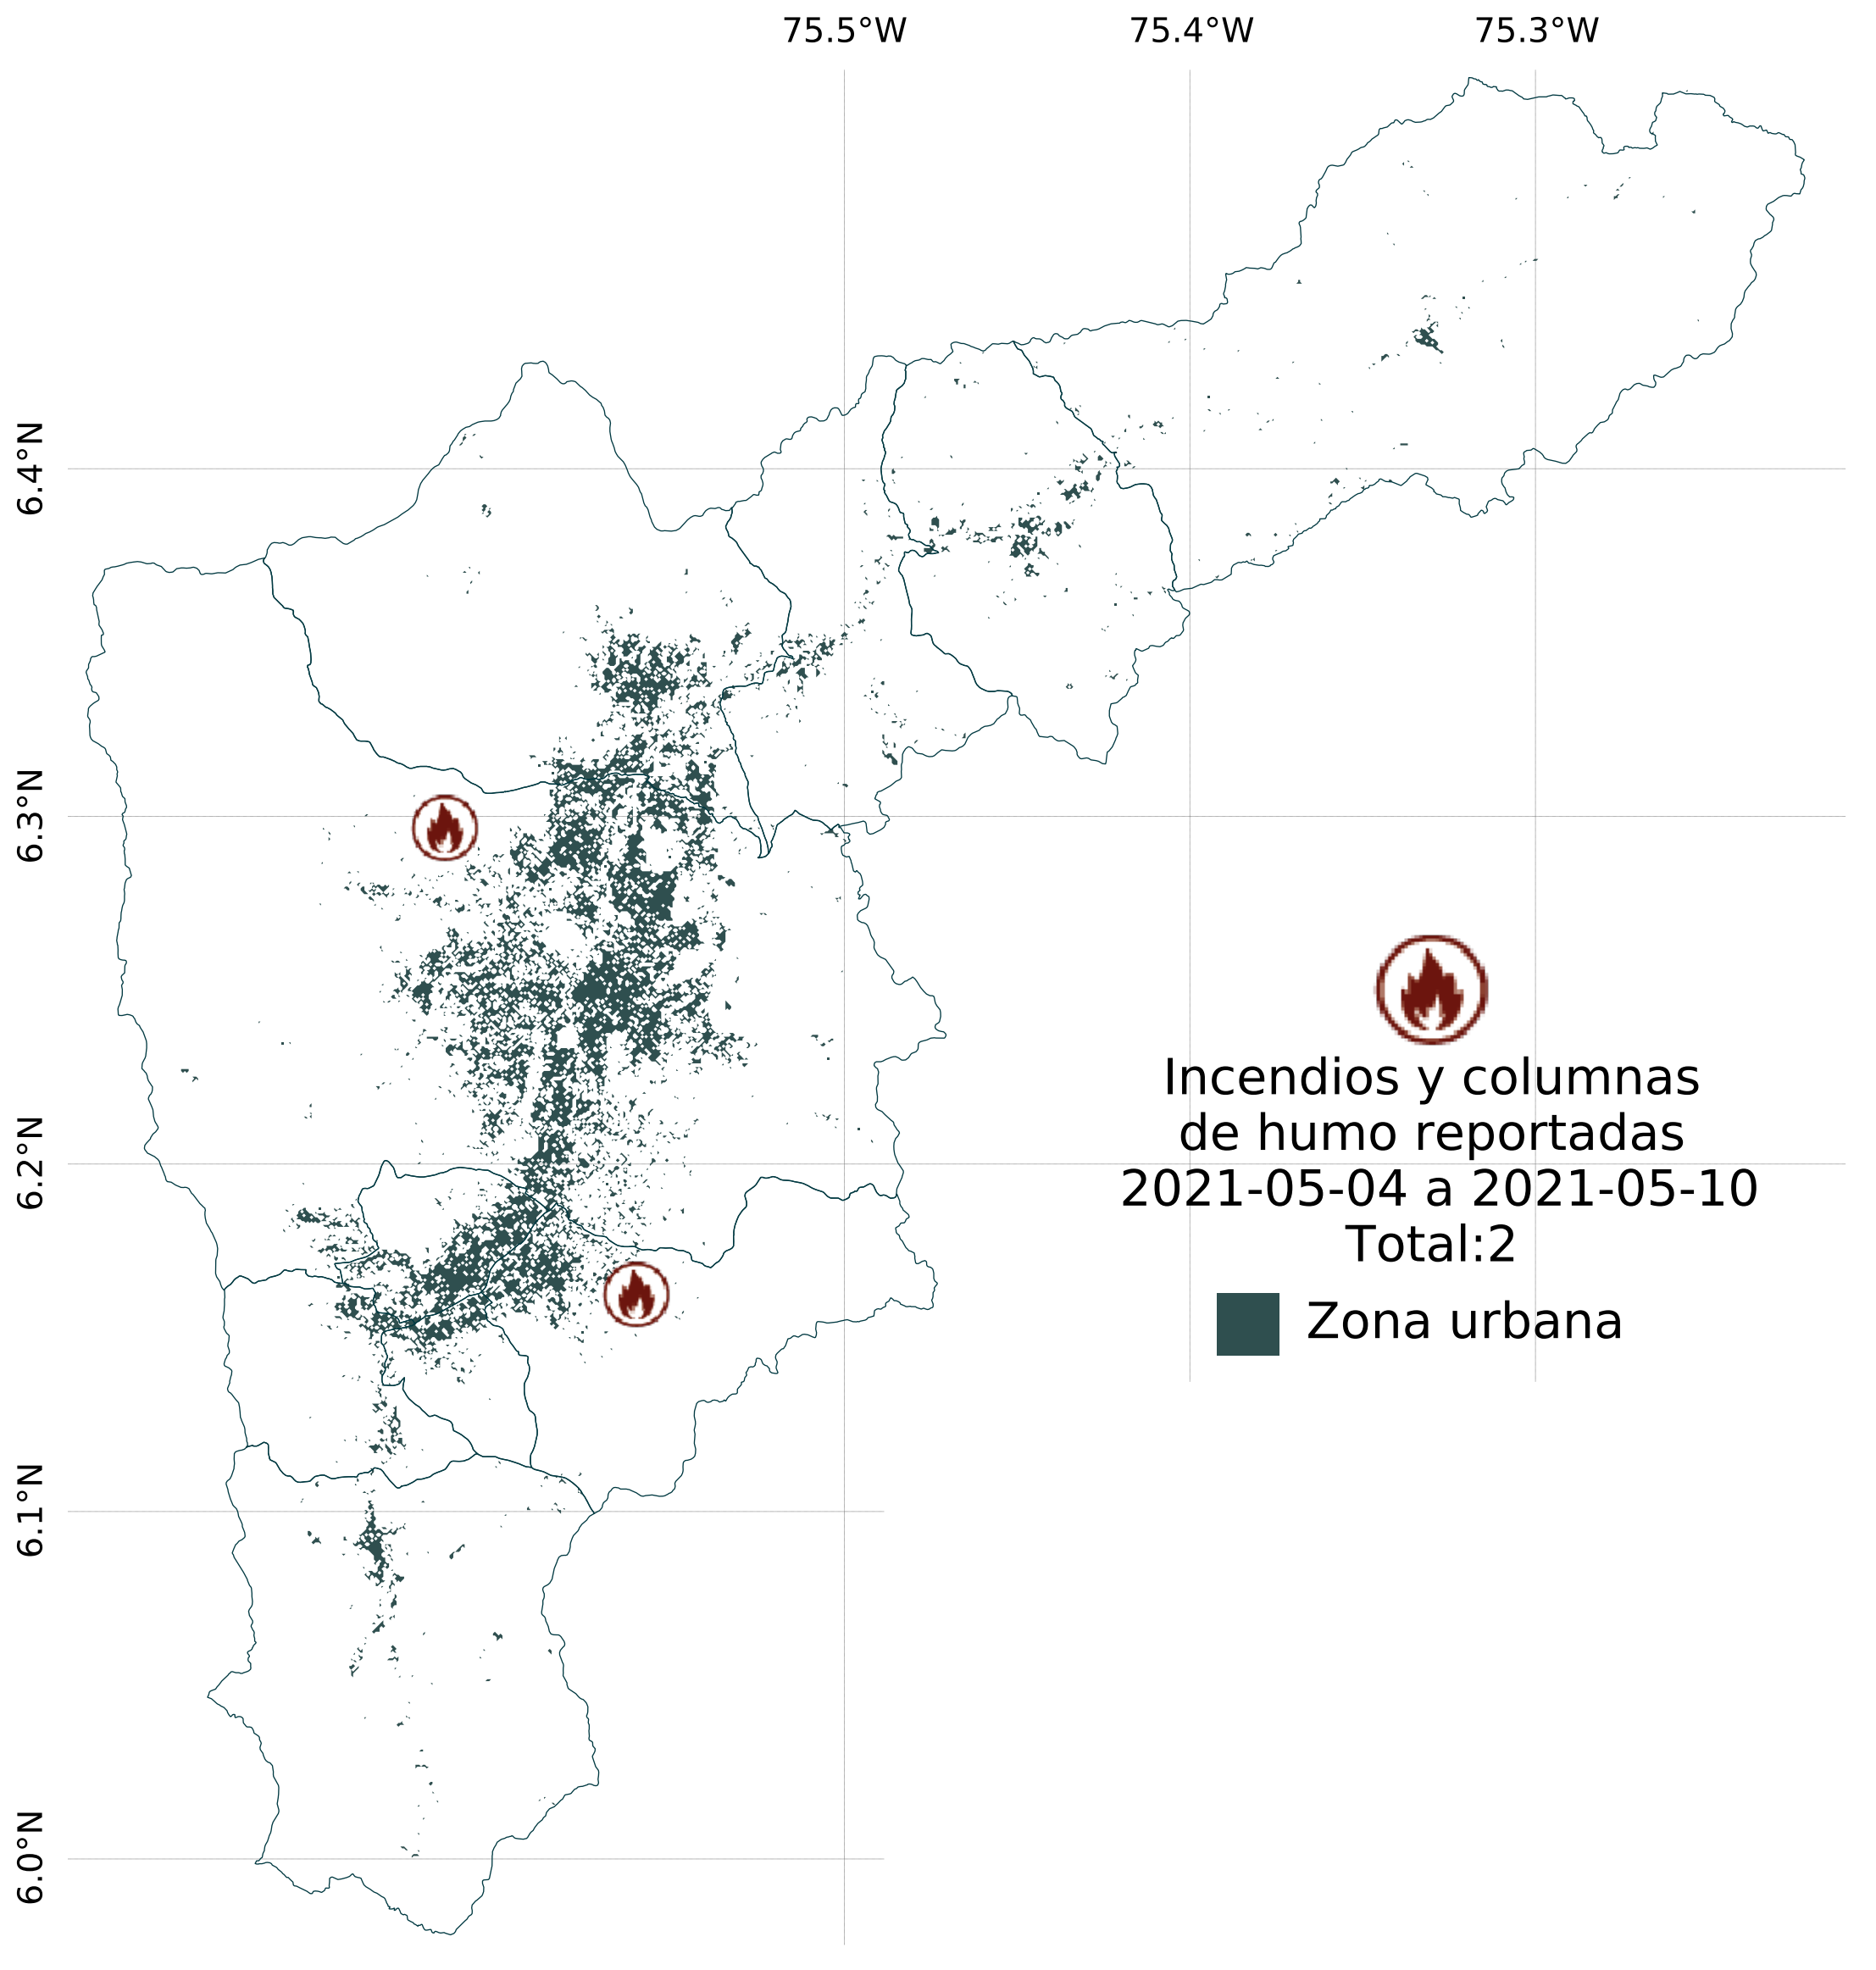 75.5°W
75.4°W
75.3°W
6.4°N
6.3°N
6.2°N
6.1°N
6.0°N
Incendios y columnas
de humo reportadas
2021-05-04 a 2021-05-10
Total:2
Zona urbana